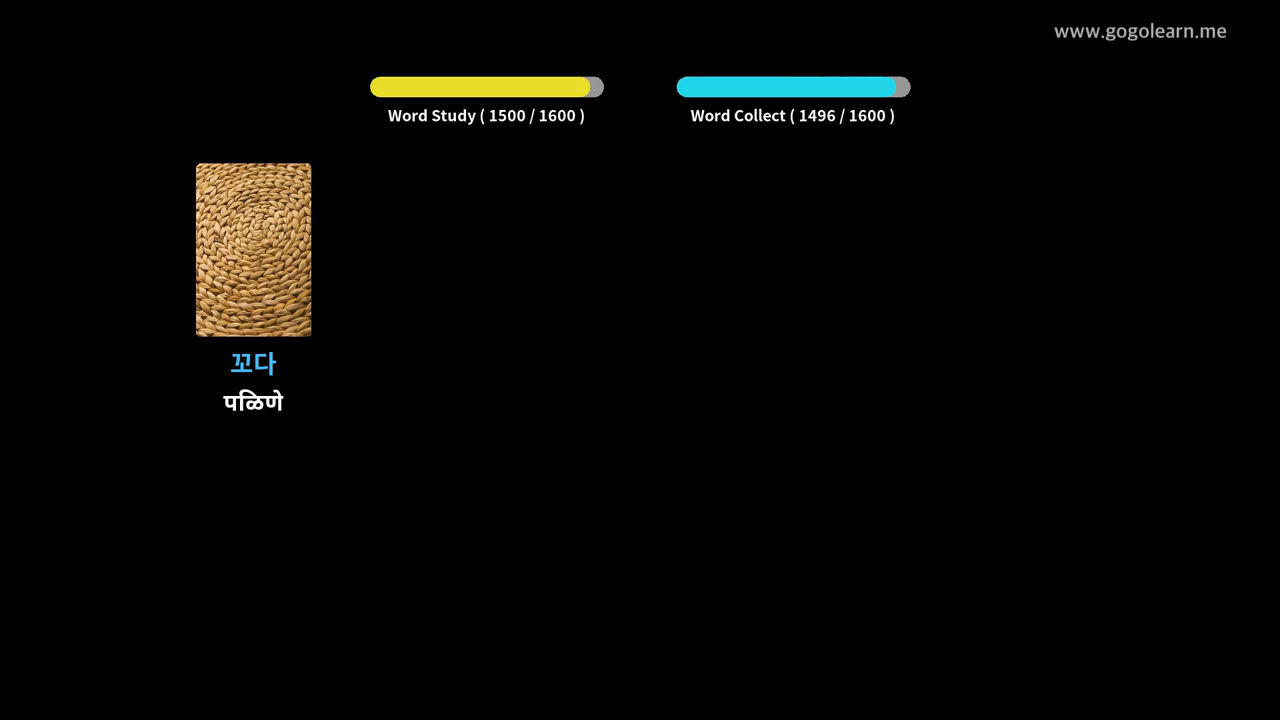 www.gogolearn.me
Word Study ( 1500 / 1600 )
Word Collect ( 1496 / 1600 )
꼬다
पळिणे